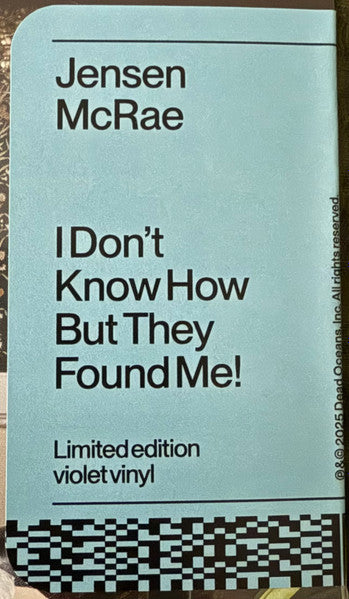 Jensen
McRae
I Don't
Know How
But They
Found Me!
Limited edition
violet vinyl
℗ & © 2025 Dead Oceans, Inc. All rights reserved